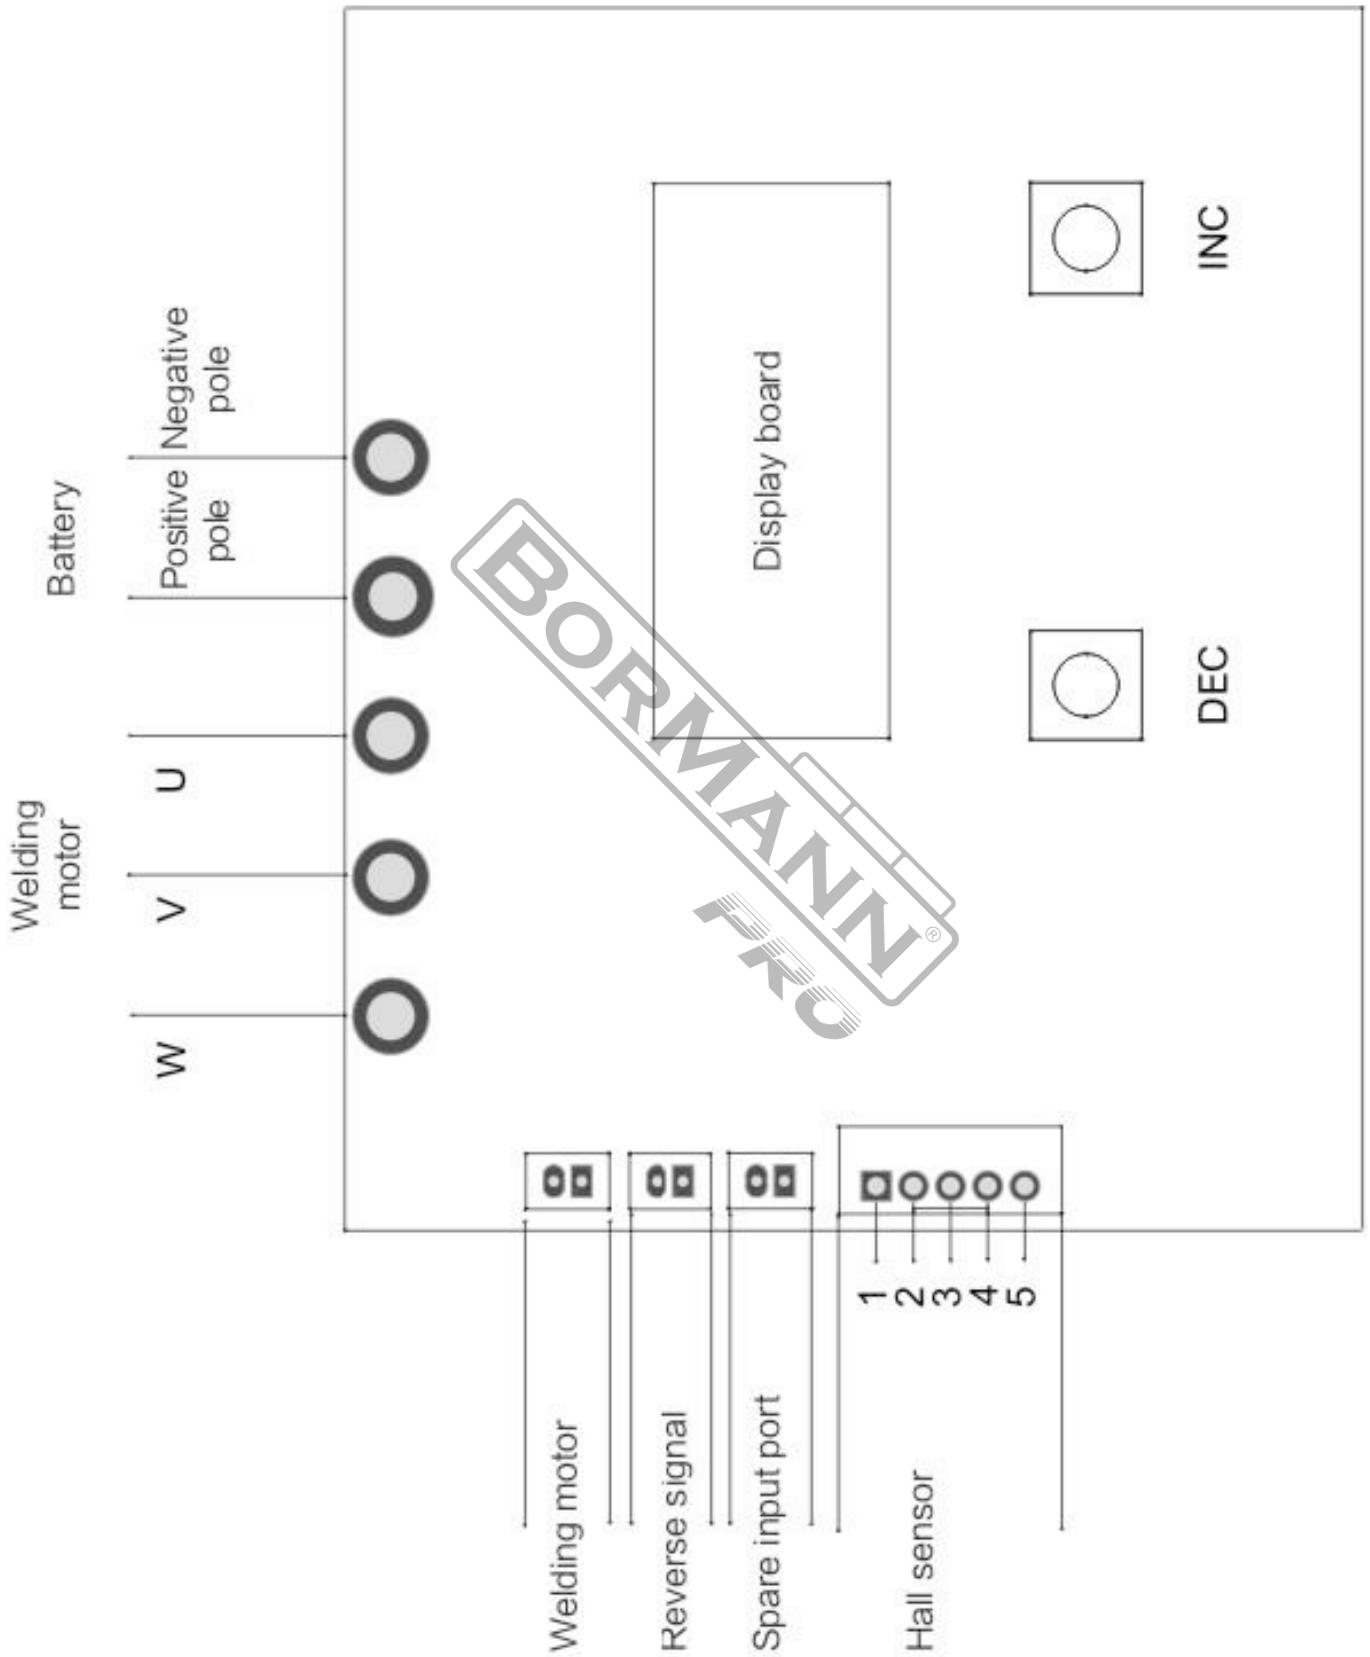 Welding
motor
Battery
W
V
U
Positive
pole
Negative
pole
Welding motor
Reverse signal
Spare input port
Hall sensor
1
2
3
4
5
Display board
DEC
INC
BORMANN®
PRO